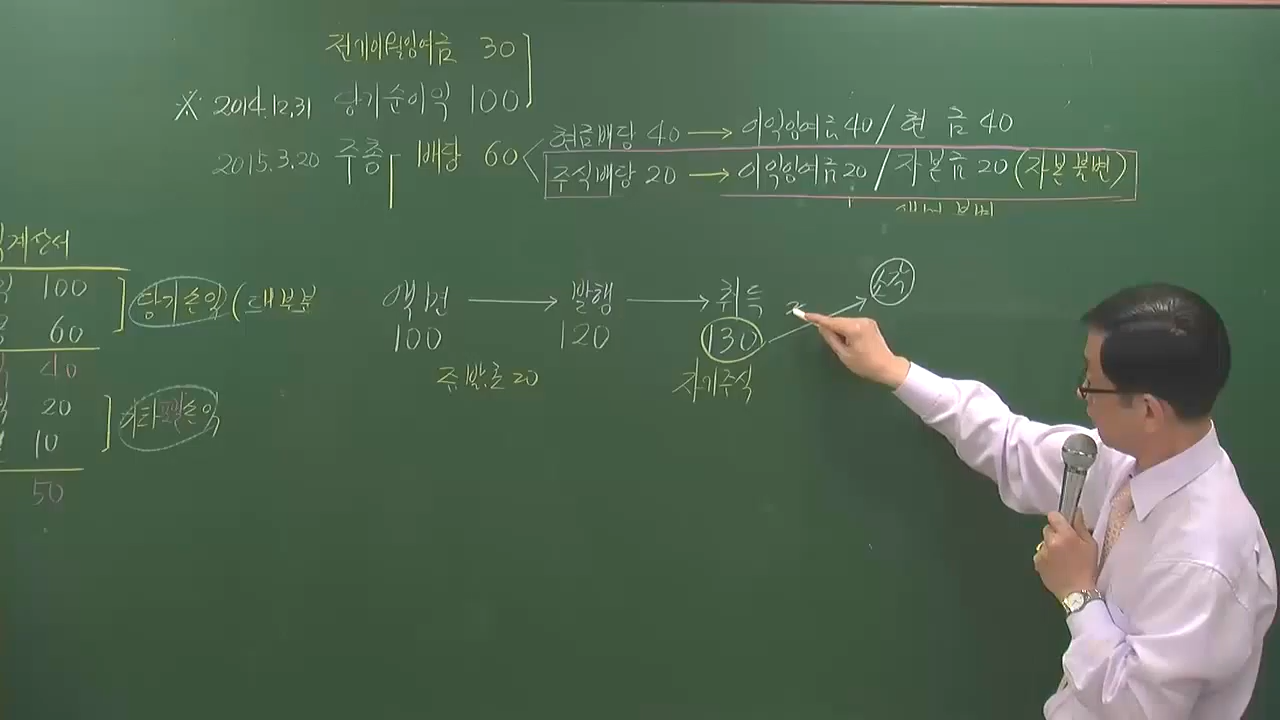 전기이월잉여금 30
※ 2014.12.31 당기순이익 100
2015.3.20 주총 배당 60
현금배당 40 → 이익잉여금 40 / 현 금 40
주식배당 20 → 이익잉여금 20 / 자본금 20 (자본불변)
계산서
100
60
40
20
10
50
당기손익 (대부분
기타포괄손익
액면 → 발행 → 취득
소각
100 120 130
주.발.초 20
자기주식